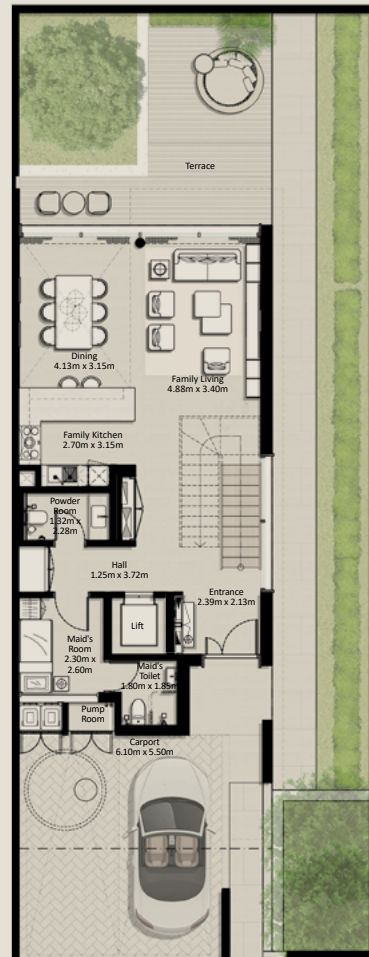 Terrace
Dining
4.13m x 3.15m
Family Living
4.88m x 3.40m
Family Kitchen
2.70m x 3.15m
Powder
Room
1.32m x
2.28m
Hall
1.25m x 3.72m
Entrance
2.39m x 2.13m
Lift
Maid's
Room
2.30m x
2.60m
Maid's
Toilet
1.80m x 1.85m
Pump
Room
Carport
6.10m x 5.50m